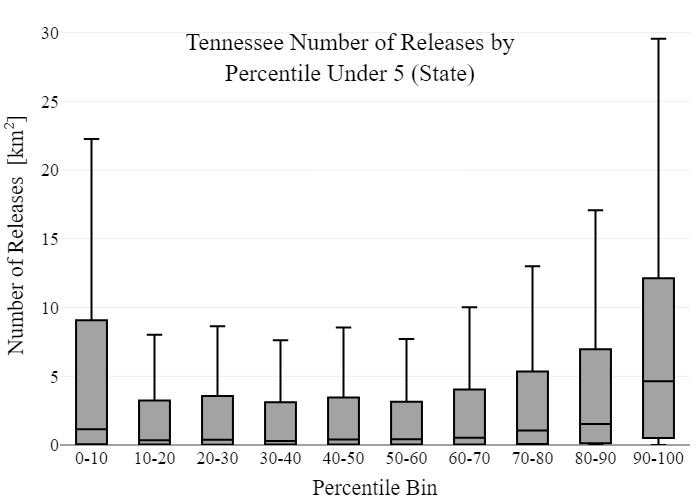 Tennessee Number of Releases by
Percentile Under 5 (State)
Number of Releases [km²]
30
25
20
15
10
5
0
0-10 10-20 20-30 30-40 40-50 50-60 60-70 70-80 80-90 90-100
Percentile Bin